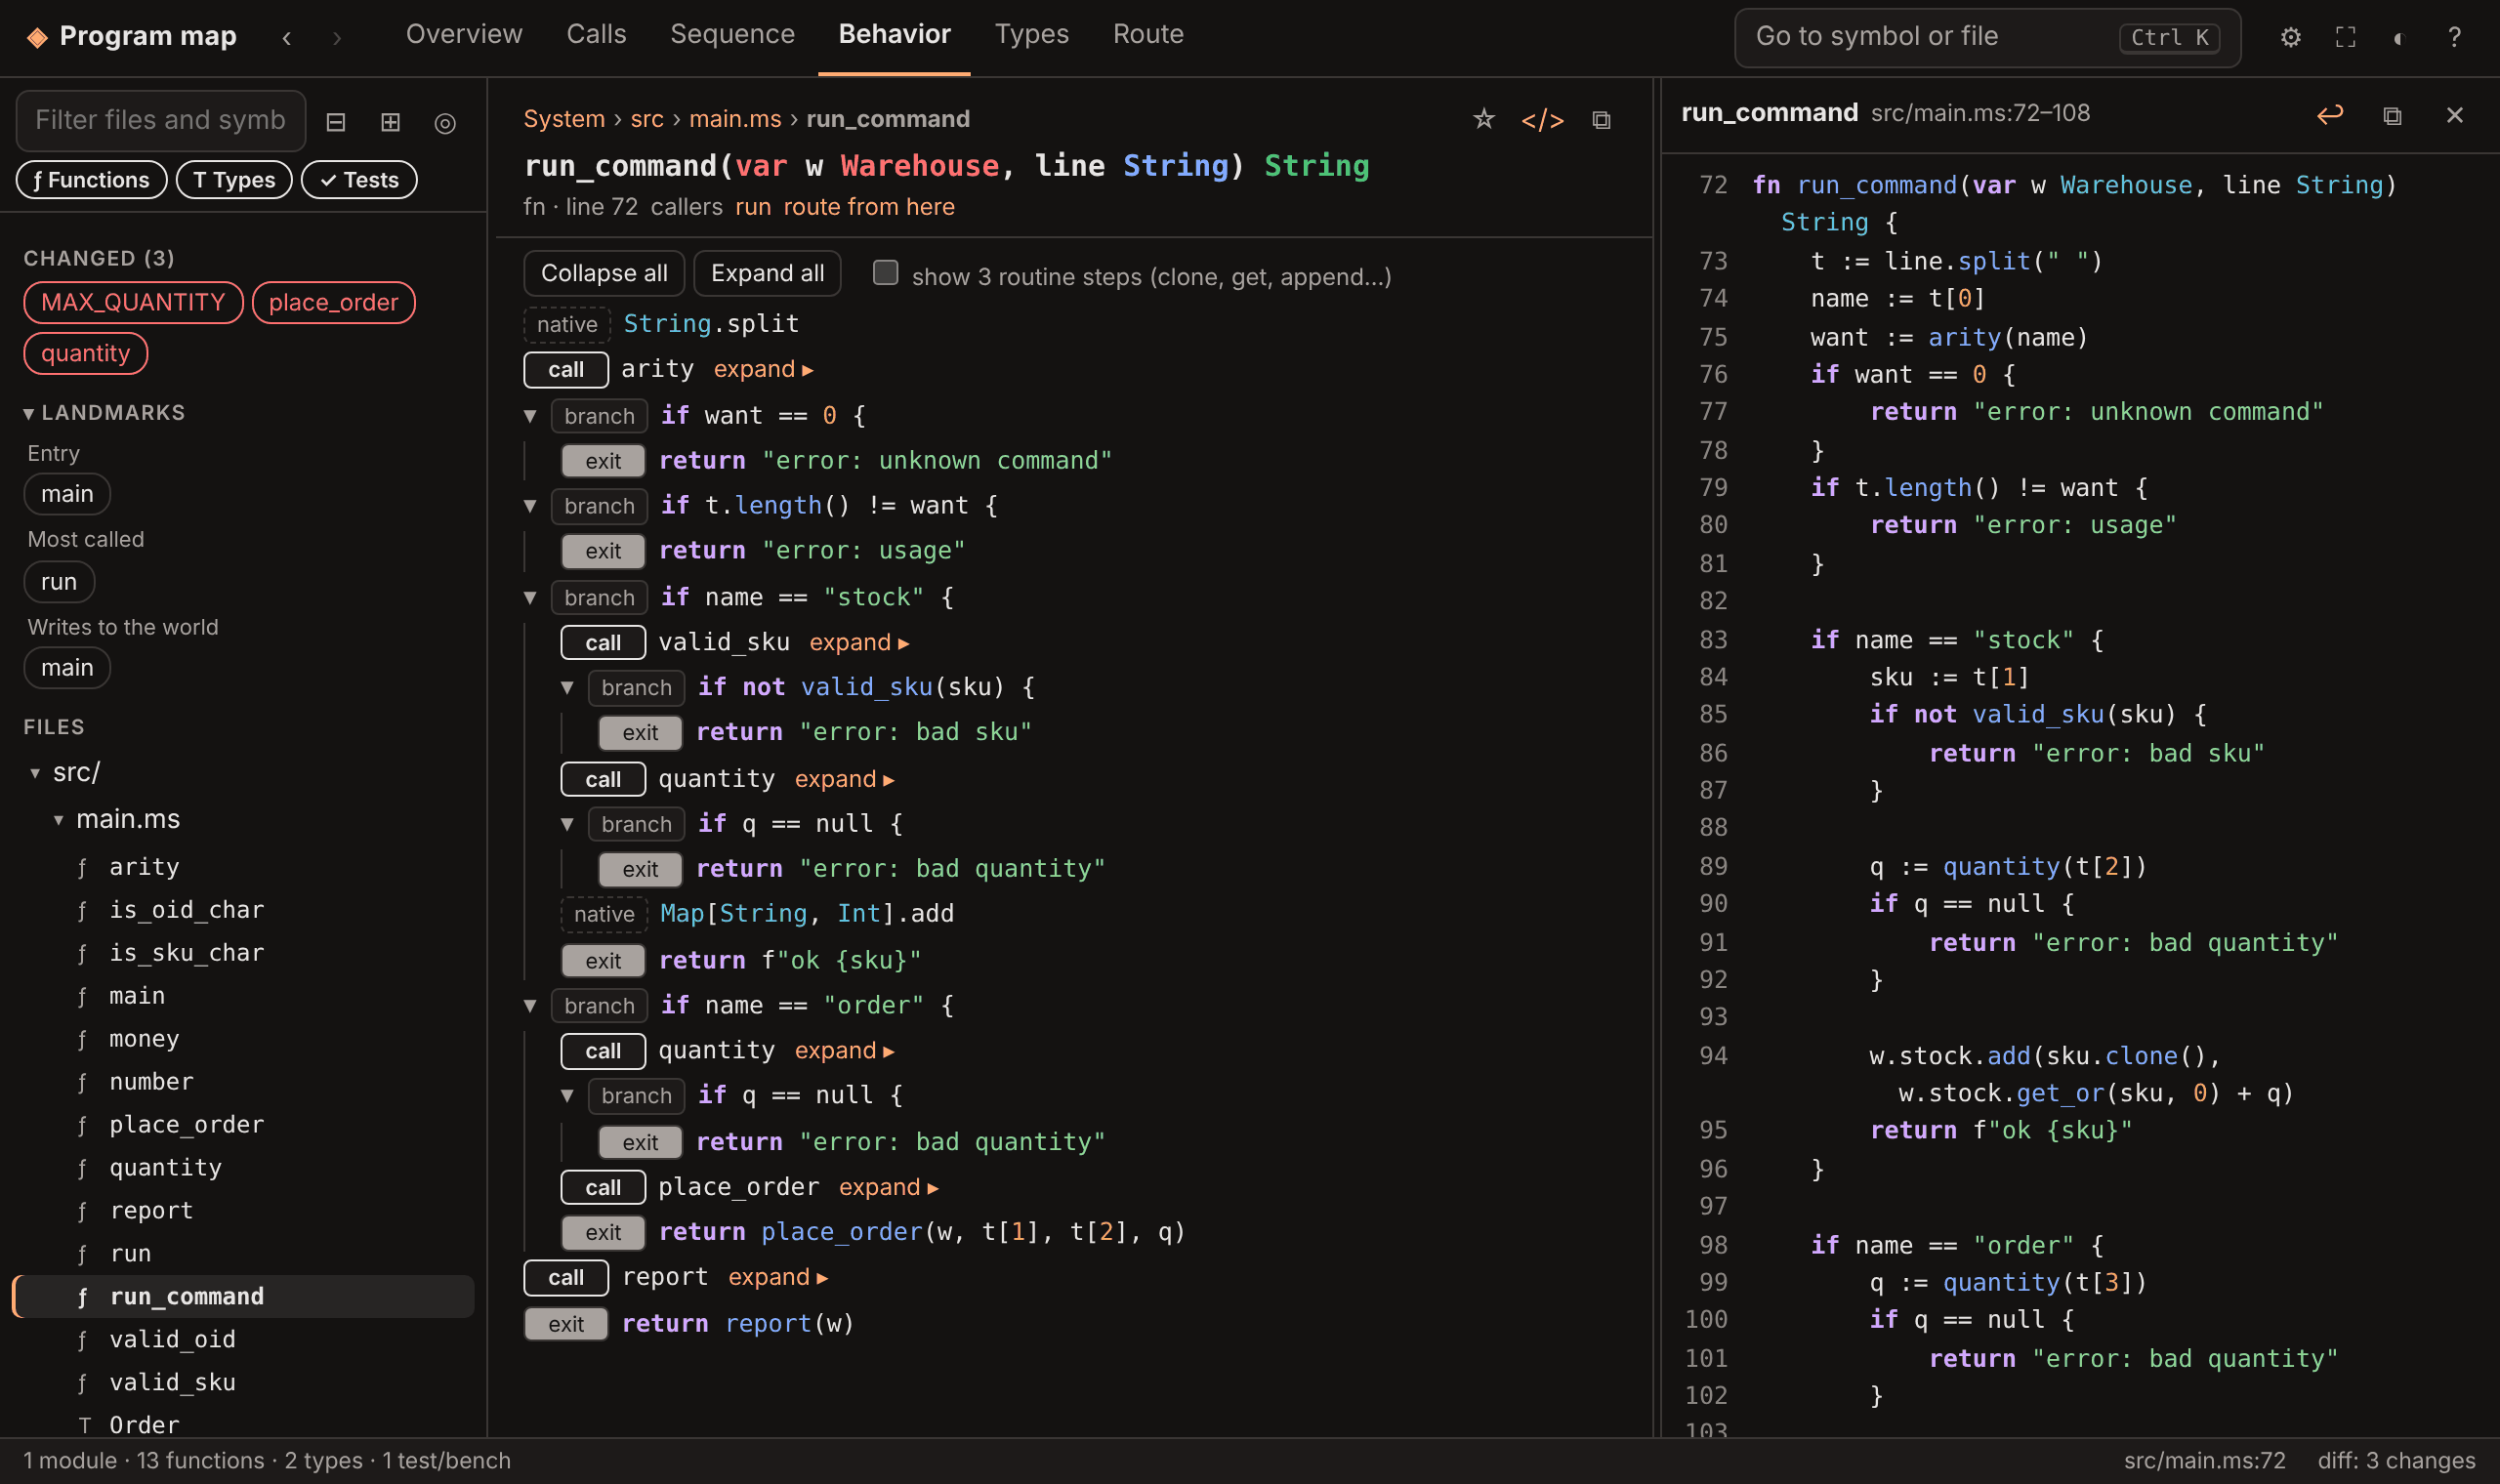 Program map
Overview
Calls
Sequence
Behavior
Types
Route
Go to symbol or file
Ctrl K
?
Filter files and symb
ƒ Functions
T Types
✓ Tests
CHANGED (3)
MAX_QUANTITY
place_order
quantity
▾ LANDMARKS
Entry
main
Most called
run
Writes to the world
main
FILES
▾ src/
▾ main.ms
ƒ arity
ƒ is_oid_char
ƒ is_sku_char
ƒ main
ƒ money
ƒ number
ƒ place_order
ƒ quantity
ƒ report
ƒ run
ƒ run_command
ƒ valid_oid
ƒ valid_sku
T Order
System › src › main.ms › run_command
</>
run_command(var w Warehouse, line String) String
fn · line 72 callers run route from here
Collapse all
Expand all
show 3 routine steps (clone, get, append…)
native String.split
call arity expand ▸
▼ branch if want == 0 {
exit return "error: unknown command"
▼ branch if t.length() != want {
exit return "error: usage"
▼ branch if name == "stock" {
call valid_sku expand ▸
▼ branch if not valid_sku(sku) {
exit return "error: bad sku"
call quantity expand ▸
▼ branch if q == null {
exit return "error: bad quantity"
native Map[String, Int].add
exit return f"ok {sku}"
▼ branch if name == "order" {
call quantity expand ▸
▼ branch if q == null {
exit return "error: bad quantity"
call place_order expand ▸
exit return place_order(w, t[1], t[2], q)
call report expand ▸
exit return report(w)
run_command src/main.ms:72–108
72 fn run_command(var w Warehouse, line String)
String {
73 t := line.split(" ")
74 name := t[0]
75 want := arity(name)
76 if want == 0 {
77 return "error: unknown command"
78 }
79 if t.length() != want {
80 return "error: usage"
81 }
82
83 if name == "stock" {
84 sku := t[1]
85 if not valid_sku(sku) {
86 return "error: bad sku"
87 }
88
89 q := quantity(t[2])
90 if q == null {
91 return "error: bad quantity"
92 }
93
94 w.stock.add(sku.clone(),
w.stock.get_or(sku, 0) + q)
95 return f"ok {sku}"
96 }
97
98 if name == "order" {
99 q := quantity(t[3])
100 if q == null {
101 return "error: bad quantity"
102 }
103
1 module · 13 functions · 2 types · 1 test/bench
src/main.ms:72
diff: 3 changes